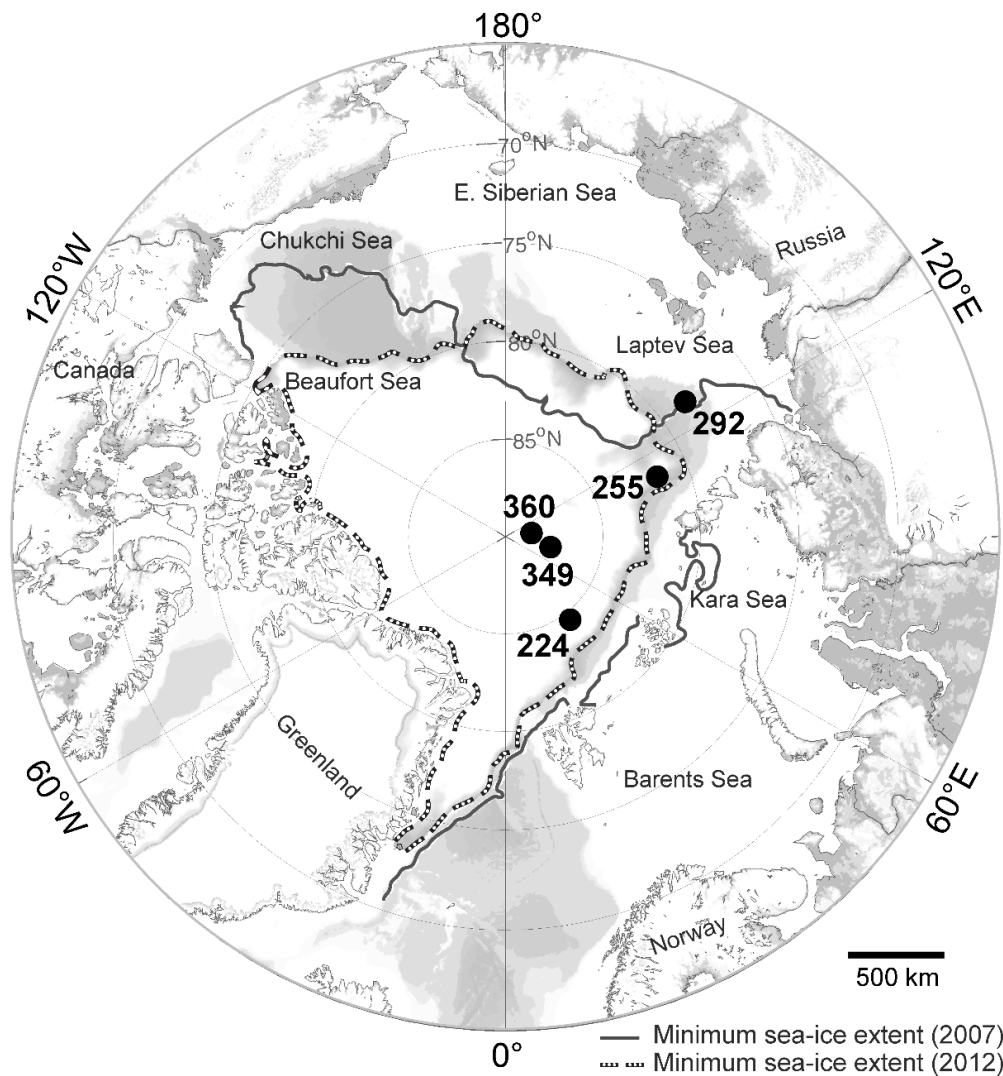 180°
70°N
E. Siberian Sea
Russia
120°W
Chukchi Sea
75°N
120°E
Canada
Beaufort Sea
80°N
Laptev Sea
292
85°N
255
360
349
Kara Sea
224
Greenland
Barents Sea
60°W
60°E
Norway
500 km
0°
Minimum sea-ice extent (2007)
Minimum sea-ice extent (2012)